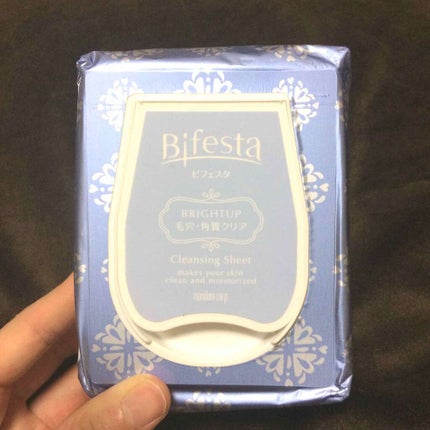 Bifesta
ビフェスタ
BRIGHTUP
毛穴・角質クリア
Cleansing Sheet
makes your skin
clean and moisturized
mandom corp